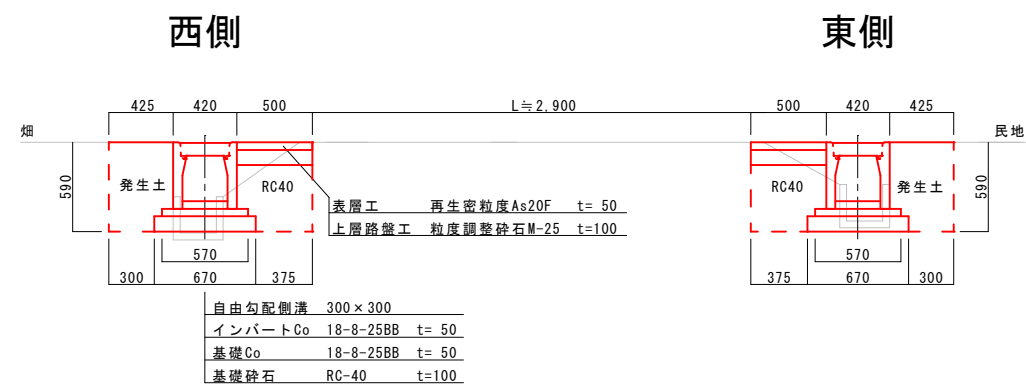 西側 東側
425 420 500 L≒2,900 500 420 425
畑 民地
590 発生土 RC40 RC40 発生土 590
表層工 再生密粒度As20F t= 50
上層路盤工 粒度調整砕石M-25 t=100
570 570
300 670 375 375 670 300
自由勾配側溝 300×300
インバートCo 18-8-25BB t= 50
基礎Co 18-8-25BB t= 50
基礎砕石 RC-40 t=100